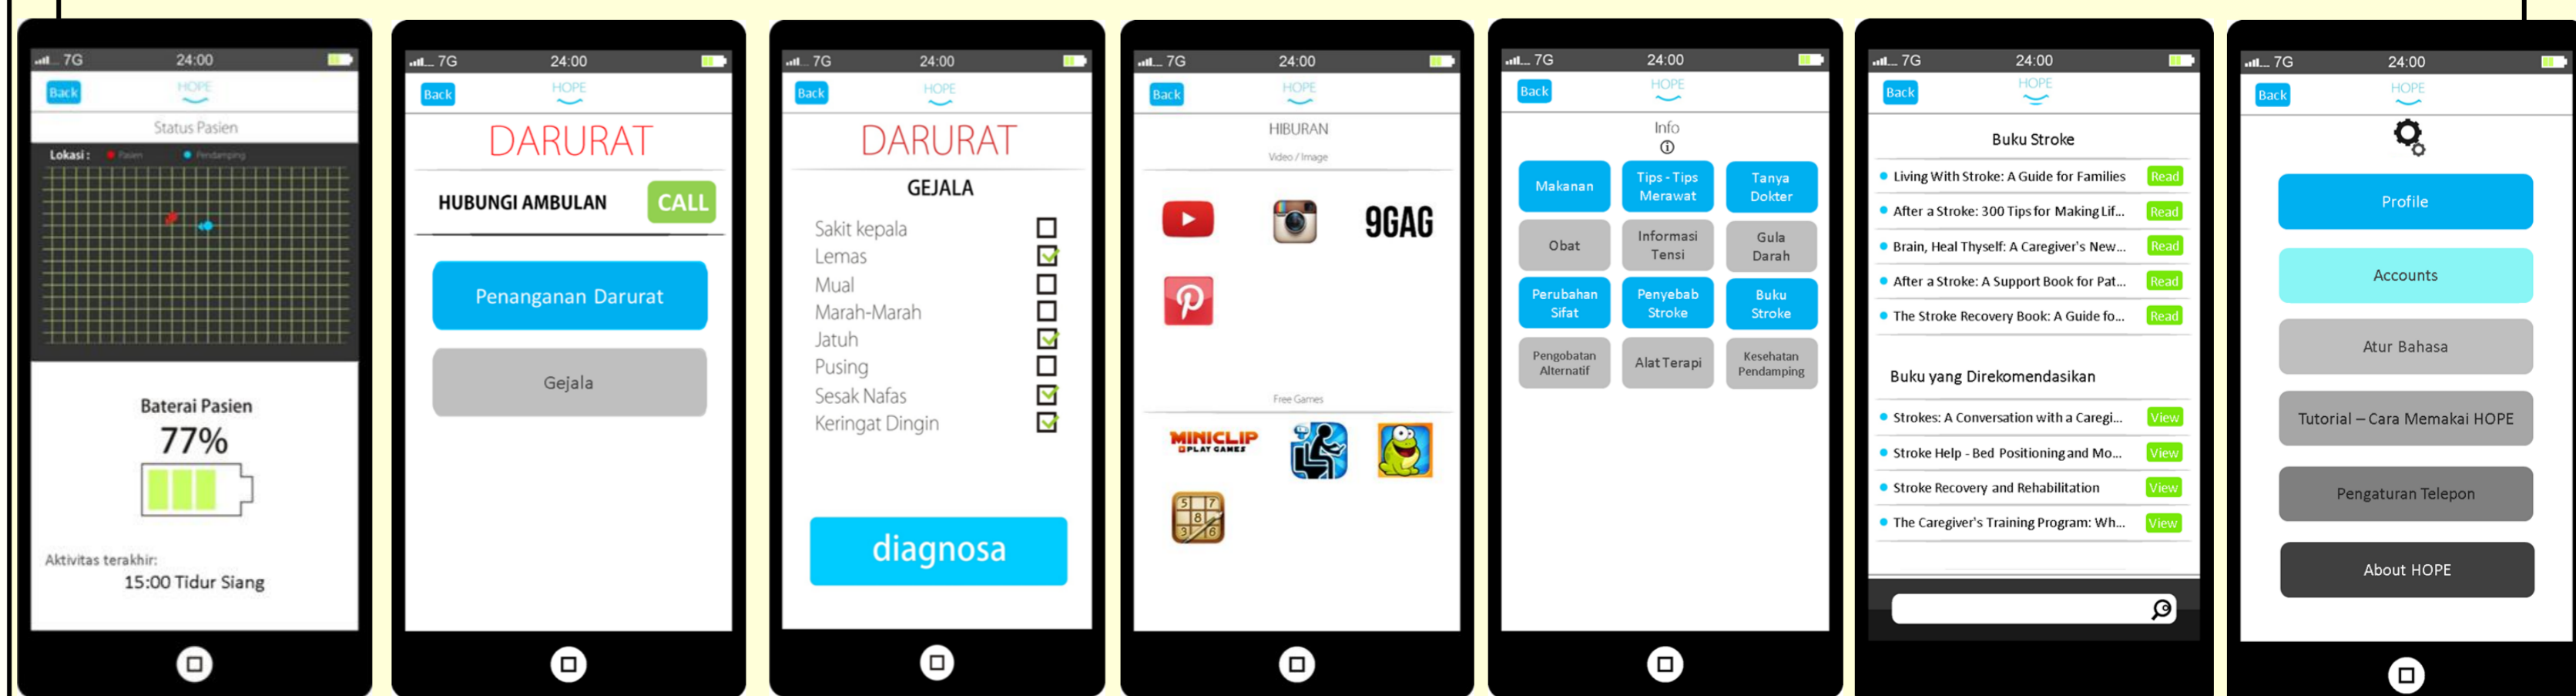 7G 24:00
Back HOPE
Status Pasien
Lokasi : Pasien Pendamping
Baterai Pasien
77%
Aktivitas terakhir:
15:00 Tidur Siang
7G 24:00
Back HOPE
DARURAT
HUBUNGI AMBULAN CALL
Penanganan Darurat
Gejala
7G 24:00
Back HOPE
DARURAT
GEJALA
Sakit kepala
Lemas
Mual
Marah-Marah
Jatuh
Pusing
Sesak Nafas
Keringat Dingin
diagnosa
7G 24:00
Back HOPE
HIBURAN
Video / Image
9GAG
Free Games
MINICLIP
PLAY GAMES
5 7
8
3 6
7G 24:00
Back HOPE
Info
Makanan
Tips - Tips
Merawat
Tanya
Dokter
Obat
Informasi
Tensi
Gula
Darah
Perubahan
Sifat
Penyebab
Stroke
Buku
Stroke
Pengobatan
Alternatif
Alat Terapi
Kesehatan
Pendamping
7G 24:00
Back HOPE
Buku Stroke
Living With Stroke: A Guide for Families Read
After a Stroke: 300 Tips for Making Lif... Read
Brain, Heal Thyself: A Caregiver's New... Read
After a Stroke: A Support Book for Pat... Read
The Stroke Recovery Book: A Guide fo... Read
Buku yang Direkomendasikan
Strokes: A Conversation with a Caregi... View
Stroke Help - Bed Positioning and Mo... View
Stroke Recovery and Rehabilitation View
The Caregiver's Training Program: Wh... View
7G 24:00
Back HOPE
Profile
Accounts
Atur Bahasa
Tutorial – Cara Memakai HOPE
Pengaturan Telepon
About HOPE